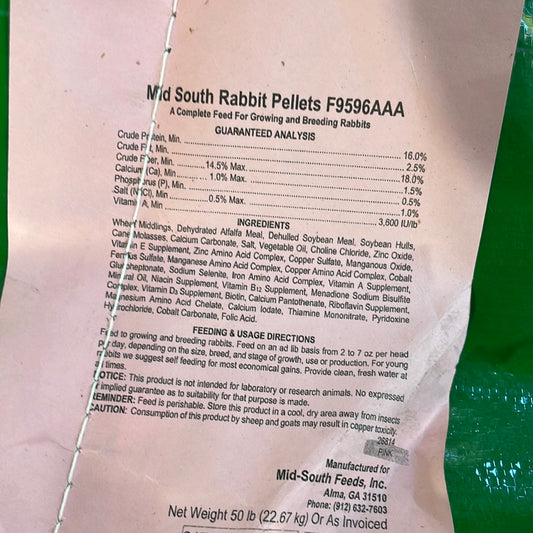 Mid South Rabbit Pellets F9596AAA
A Complete Feed For Growing and Breeding Rabbits
GUARANTEED ANALYSIS
Crude Protein, Min. 16.0%
Crude Fat, Min. 2.5%
Crude Fiber, Min. 14.5% Max. 18.0%
Calcium (Ca), Min. 1.0% Max. 1.5%
Phosphorus (P), Min. 0.5%
Salt (NaCl), Min. 0.5% Max. 1.0%
Vitamin A, Min 3,600 IU/lb
INGREDIENTS
Wheat Middlings, Dehydrated Alfalfa Meal, Dehulled Soybean Meal, Soybean Hulls,
Cane Molasses, Calcium Carbonate, Salt, Vegetable Oil, Choline Chloride, Zinc Oxide,
Vitamin E Supplement, Zinc Amino Acid Complex, Copper Sulfate, Manganous Oxide,
Ferrous Sulfate, Manganese Amino Acid Complex, Copper Amino Acid Complex, Cobalt
Glucoheptonate, Sodium Selenite, Iron Amino Acid Complex, Vitamin A Supplement,
Mineral Oil, Niacin Supplement, Vitamin B12 Supplement, Menadione Sodium Bisulfite
Complex, Vitamin D3 Supplement, Biotin, Calcium Pantothenate, Riboflavin Supplement,
Magnesium Amino Acid Chelate, Calcium Iodate, Thiamine Mononitrate, Pyridoxine
Hydrochloride, Cobalt Carbonate, Folic Acid.
FEEDING & USAGE DIRECTIONS
Feed to growing and breeding rabbits. Feed on an ad lib basis from 2 to 7 oz per head
per day, depending on the size, breed, and stage of growth, use or production. For young
rabbits we suggest self feeding for most economical gains. Provide clean, fresh water at
all times.
NOTICE: This product is not intended for laboratory or research animals. No expressed
or implied guarantee as to suitability for that purpose is made.
REMINDER: Feed is perishable. Store this product in a cool, dry area away from insects
CAUTION: Consumption of this product by sheep and goats may result in copper toxicity.
26814
PINK
Manufactured for
Mid-South Feeds, Inc.
Alma, GA 31510
Phone: (912) 632-7603
Net Weight 50 lb (22.67 kg) Or As Invoiced